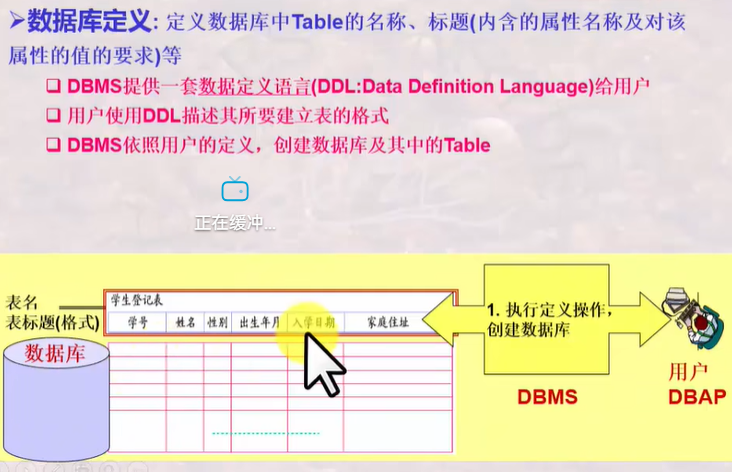 ➢数据库定义: 定义数据库中Table的名称、标题(内含的属性名称及对该
属性的值的要求)等
❑ DBMS提供一套数据定义语言(DDL:Data Definition Language)给用户
❑ 用户使用DDL描述其所要建立表的格式
❑ DBMS依照用户的定义，创建数据库及其中的Table
正在缓冲...
表名
学生登记表
表标题(格式)
学号 姓名 性别 出生年月 入学日期 家庭住址
数据库
1. 执行定义操作，
创建数据库
DBMS
用户
DBAP